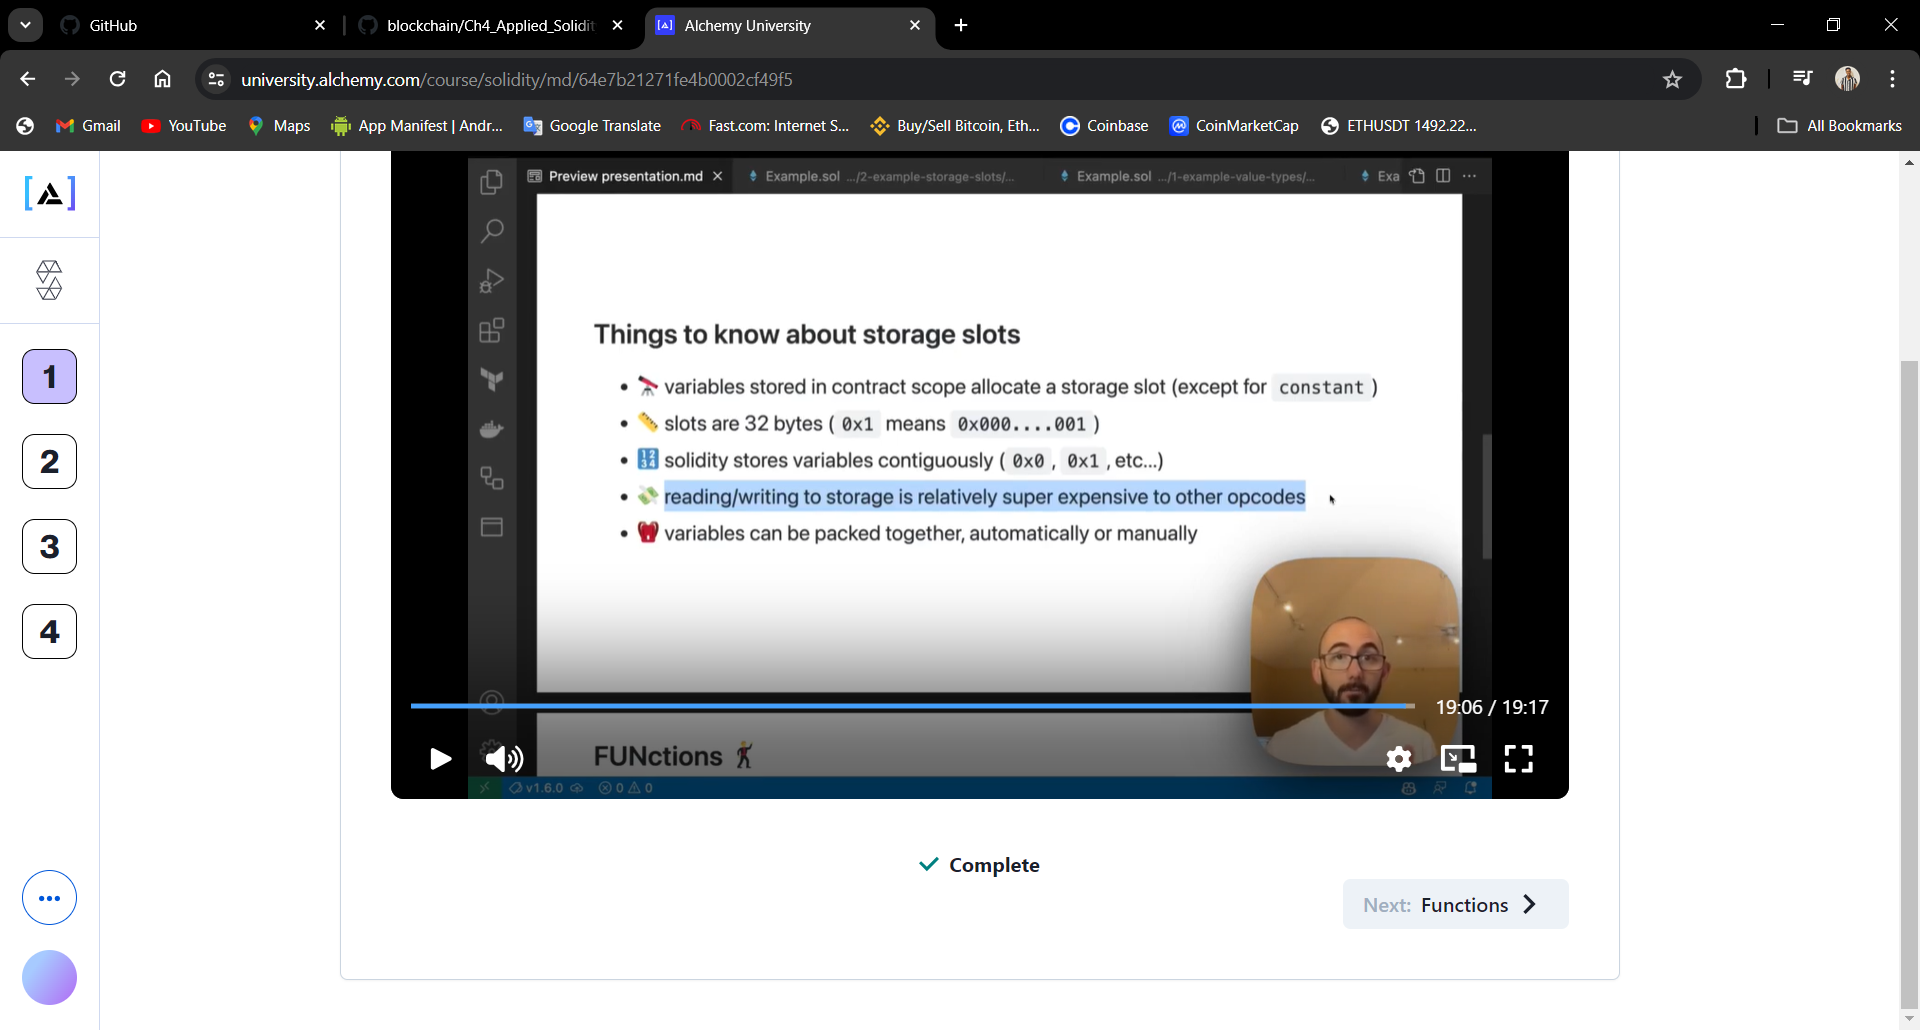 GitHub
blockchain/Ch4_Applied_Solidit
Alchemy University
university.alchemy.com/course/solidity/md/64e7b21271fe4b0002cf49f5
Gmail
YouTube
Maps
App Manifest | Andr...
Google Translate
Fast.com: Internet S...
Buy/Sell Bitcoin, Eth...
Coinbase
CoinMarketCap
ETHUSDT 1492.22...
All Bookmarks
1
2
3
4
Preview presentation.md
Example.sol .../2-example-storage-slots/...
Example.sol .../1-example-value-types/...
Exa
Things to know about storage slots
variables stored in contract scope allocate a storage slot (except for constant )
slots are 32 bytes ( 0x1 means 0x000....001 )
solidity stores variables contiguously ( 0x0 , 0x1 , etc...)
reading/writing to storage is relatively super expensive to other opcodes
variables can be packed together, automatically or manually
19:06 / 19:17
FUNctions
v1.6.0
0
0
Complete
Next: Functions